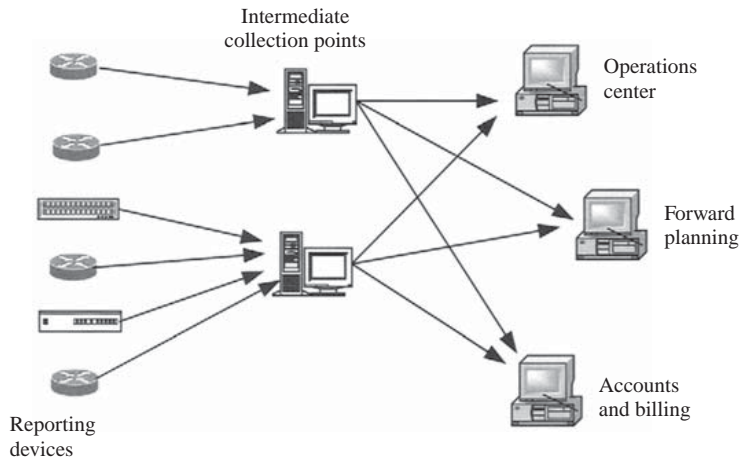 Intermediate
collection points
Operations
center
Forward
planning
Accounts
and billing
Reporting
devices